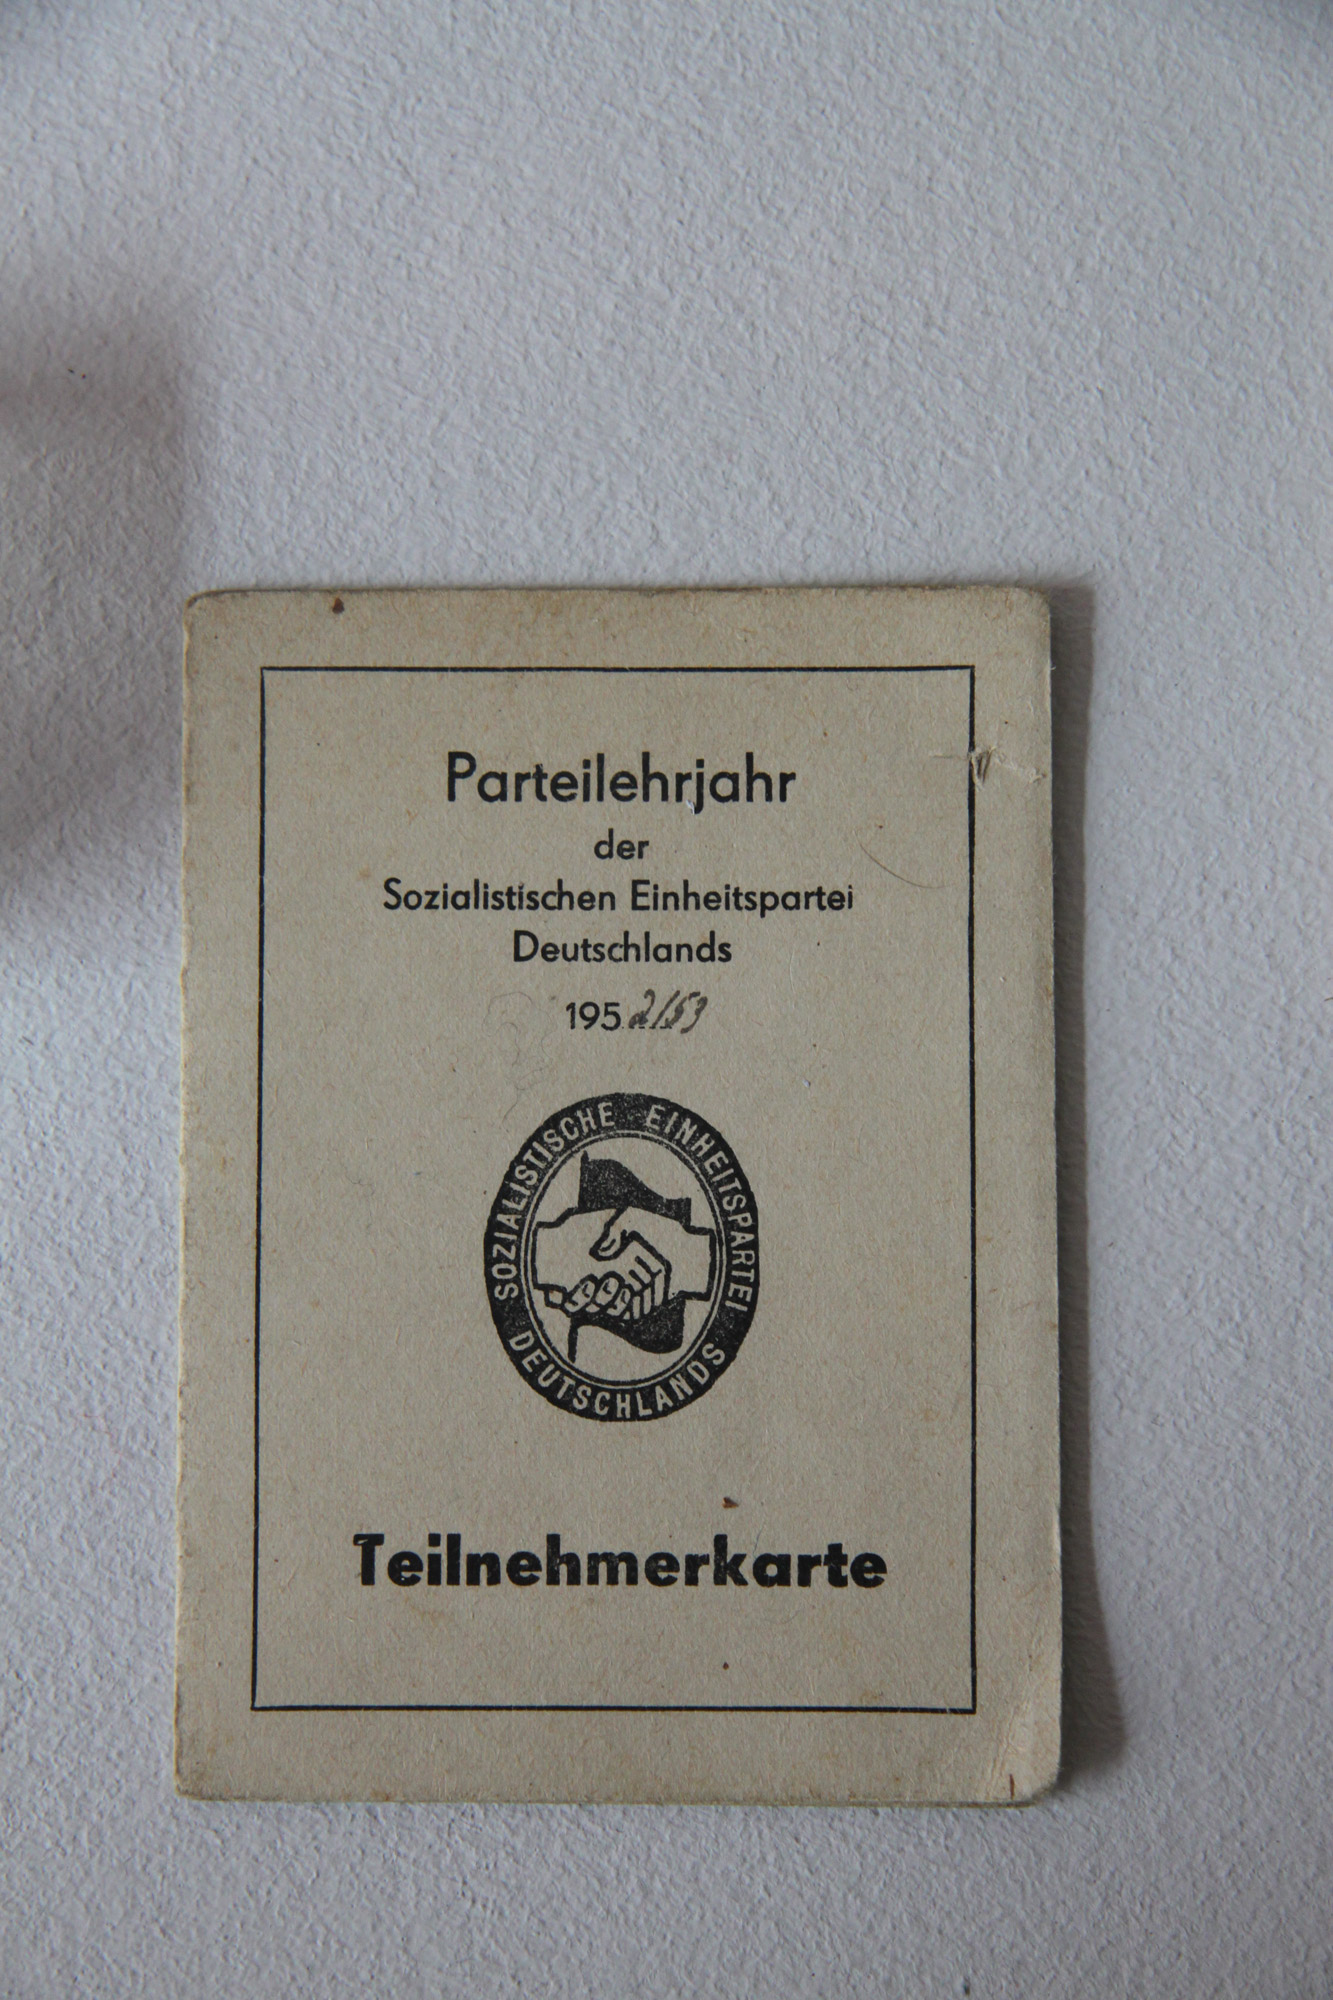 Parteilehrjahr
der
Sozialistischen Einheitspartei
Deutschlands
1952/53
SOZIALISTISCHE EINHEITSPARTEI
DEUTSCHLANDS
Teilnehmerkarte